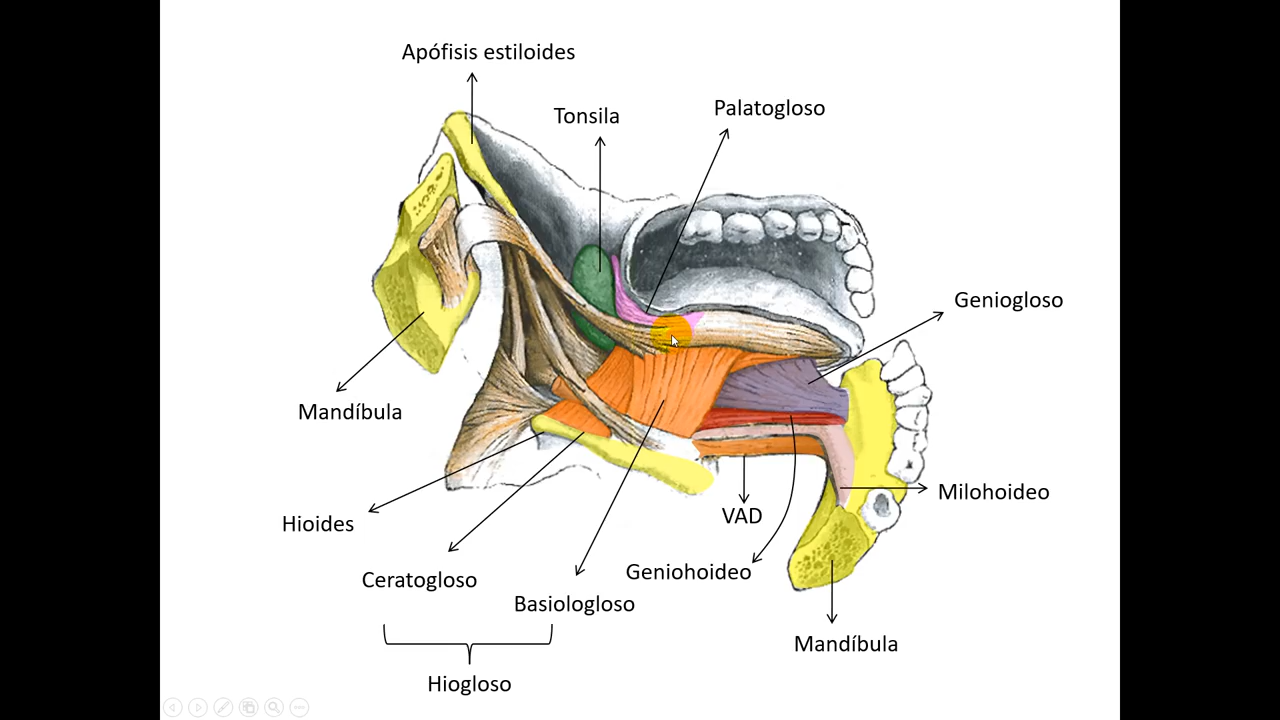 Apófisis estiloides
Tonsila
Palatogloso
Geniogloso
Mandíbula
Milohoideo
VAD
Hioides
Geniohoideo
Ceratogloso
Basiologloso
Mandíbula
Hiogloso